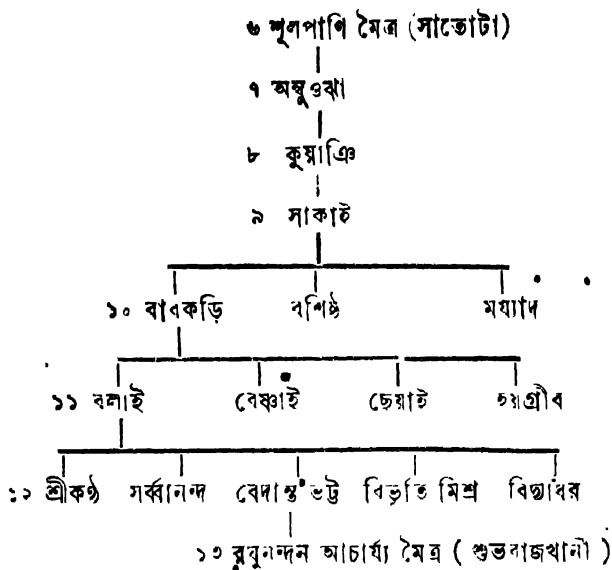 ৬ শূলপাণি মৈত্র (সাতোটা)
৭ অম্বুওঝা
৮ কুয়াঞি
৯ সাকাই
১০ বাবকড়ি বশিষ্ঠ ময্যাদ
১১ বলাই বেষ্ণাই ছেয়াই হয়গ্রীব
১২ শ্রীকণ্ঠ সর্ব্বানন্দ বেদান্ত ভট্ট বিভূতি মিশ্র বিদ্যাধর
১৩ রঘুনন্দন আচার্য্য মৈত্র ( শুভরাজখানী )